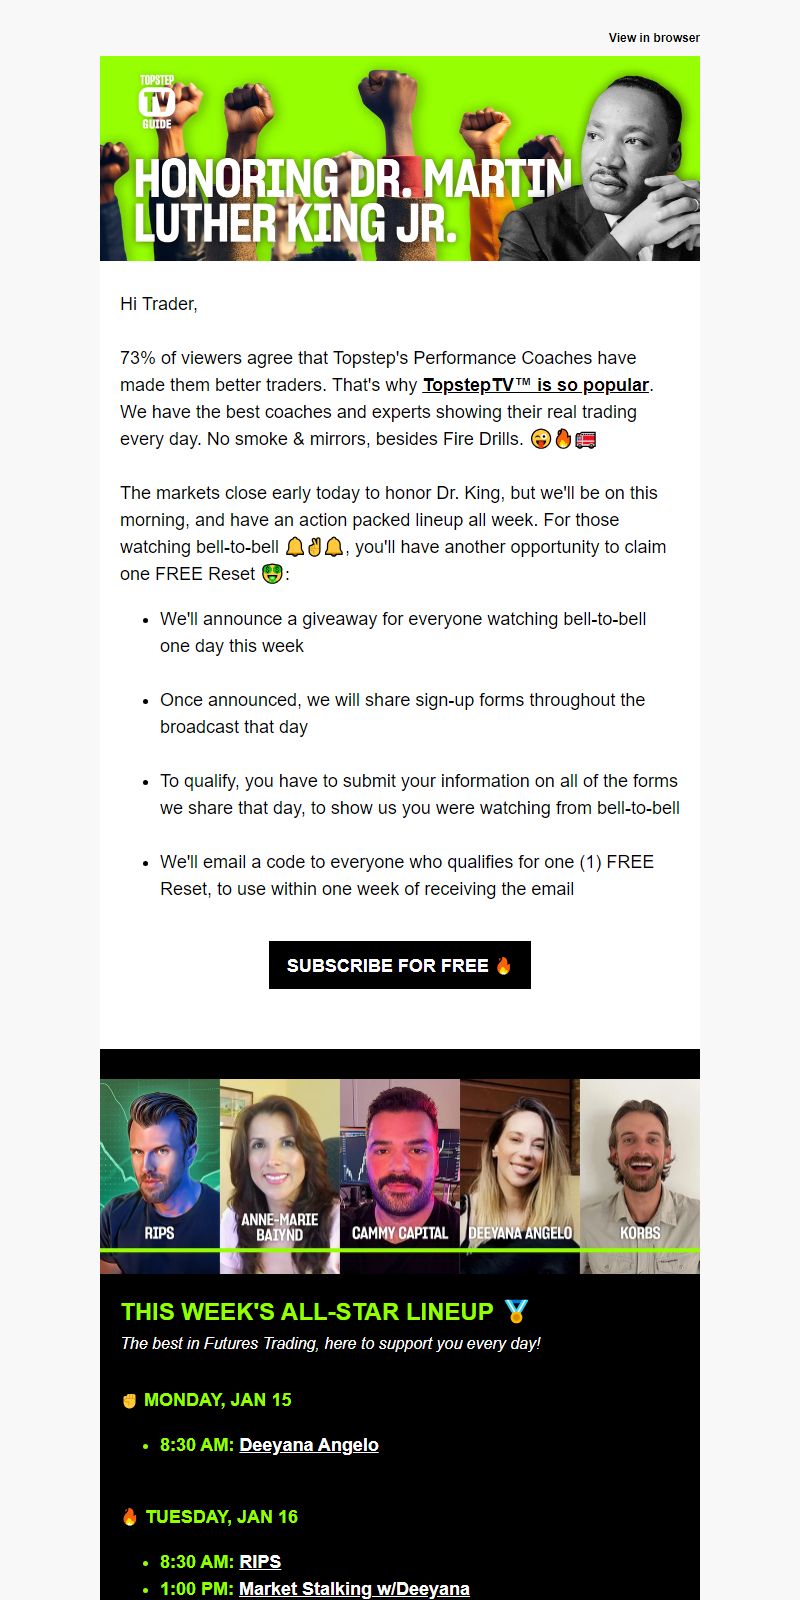 View in browser
TOPSTEP
TV
GUIDE
HONORING DR. MARTIN
LUTHER KING JR.
Hi Trader,
73% of viewers agree that Topstep's Performance Coaches have
made them better traders. That's why TopstepTV™ is so popular.
We have the best coaches and experts showing their real trading
every day. No smoke & mirrors, besides Fire Drills. 😜🔥🚒
The markets close early today to honor Dr. King, but we'll be on this
morning, and have an action packed lineup all week. For those
watching bell-to-bell 🔔✌️🔔, you'll have another opportunity to claim
one FREE Reset 🤑:
• We'll announce a giveaway for everyone watching bell-to-bell
one day this week
• Once announced, we will share sign-up forms throughout the
broadcast that day
• To qualify, you have to submit your information on all of the forms
we share that day, to show us you were watching from bell-to-bell
• We'll email a code to everyone who qualifies for one (1) FREE
Reset, to use within one week of receiving the email
SUBSCRIBE FOR FREE 🔥
RIPS
ANNE-MARIE
BAIYND
CAMMY CAPITAL
DEEYANA ANGELO
KORBS
THIS WEEK'S ALL-STAR LINEUP 🏅
The best in Futures Trading, here to support you every day!
✊ MONDAY, JAN 15
• 8:30 AM: Deeyana Angelo
🔥 TUESDAY, JAN 16
• 8:30 AM: RIPS
• 1:00 PM: Market Stalking w/Deeyana